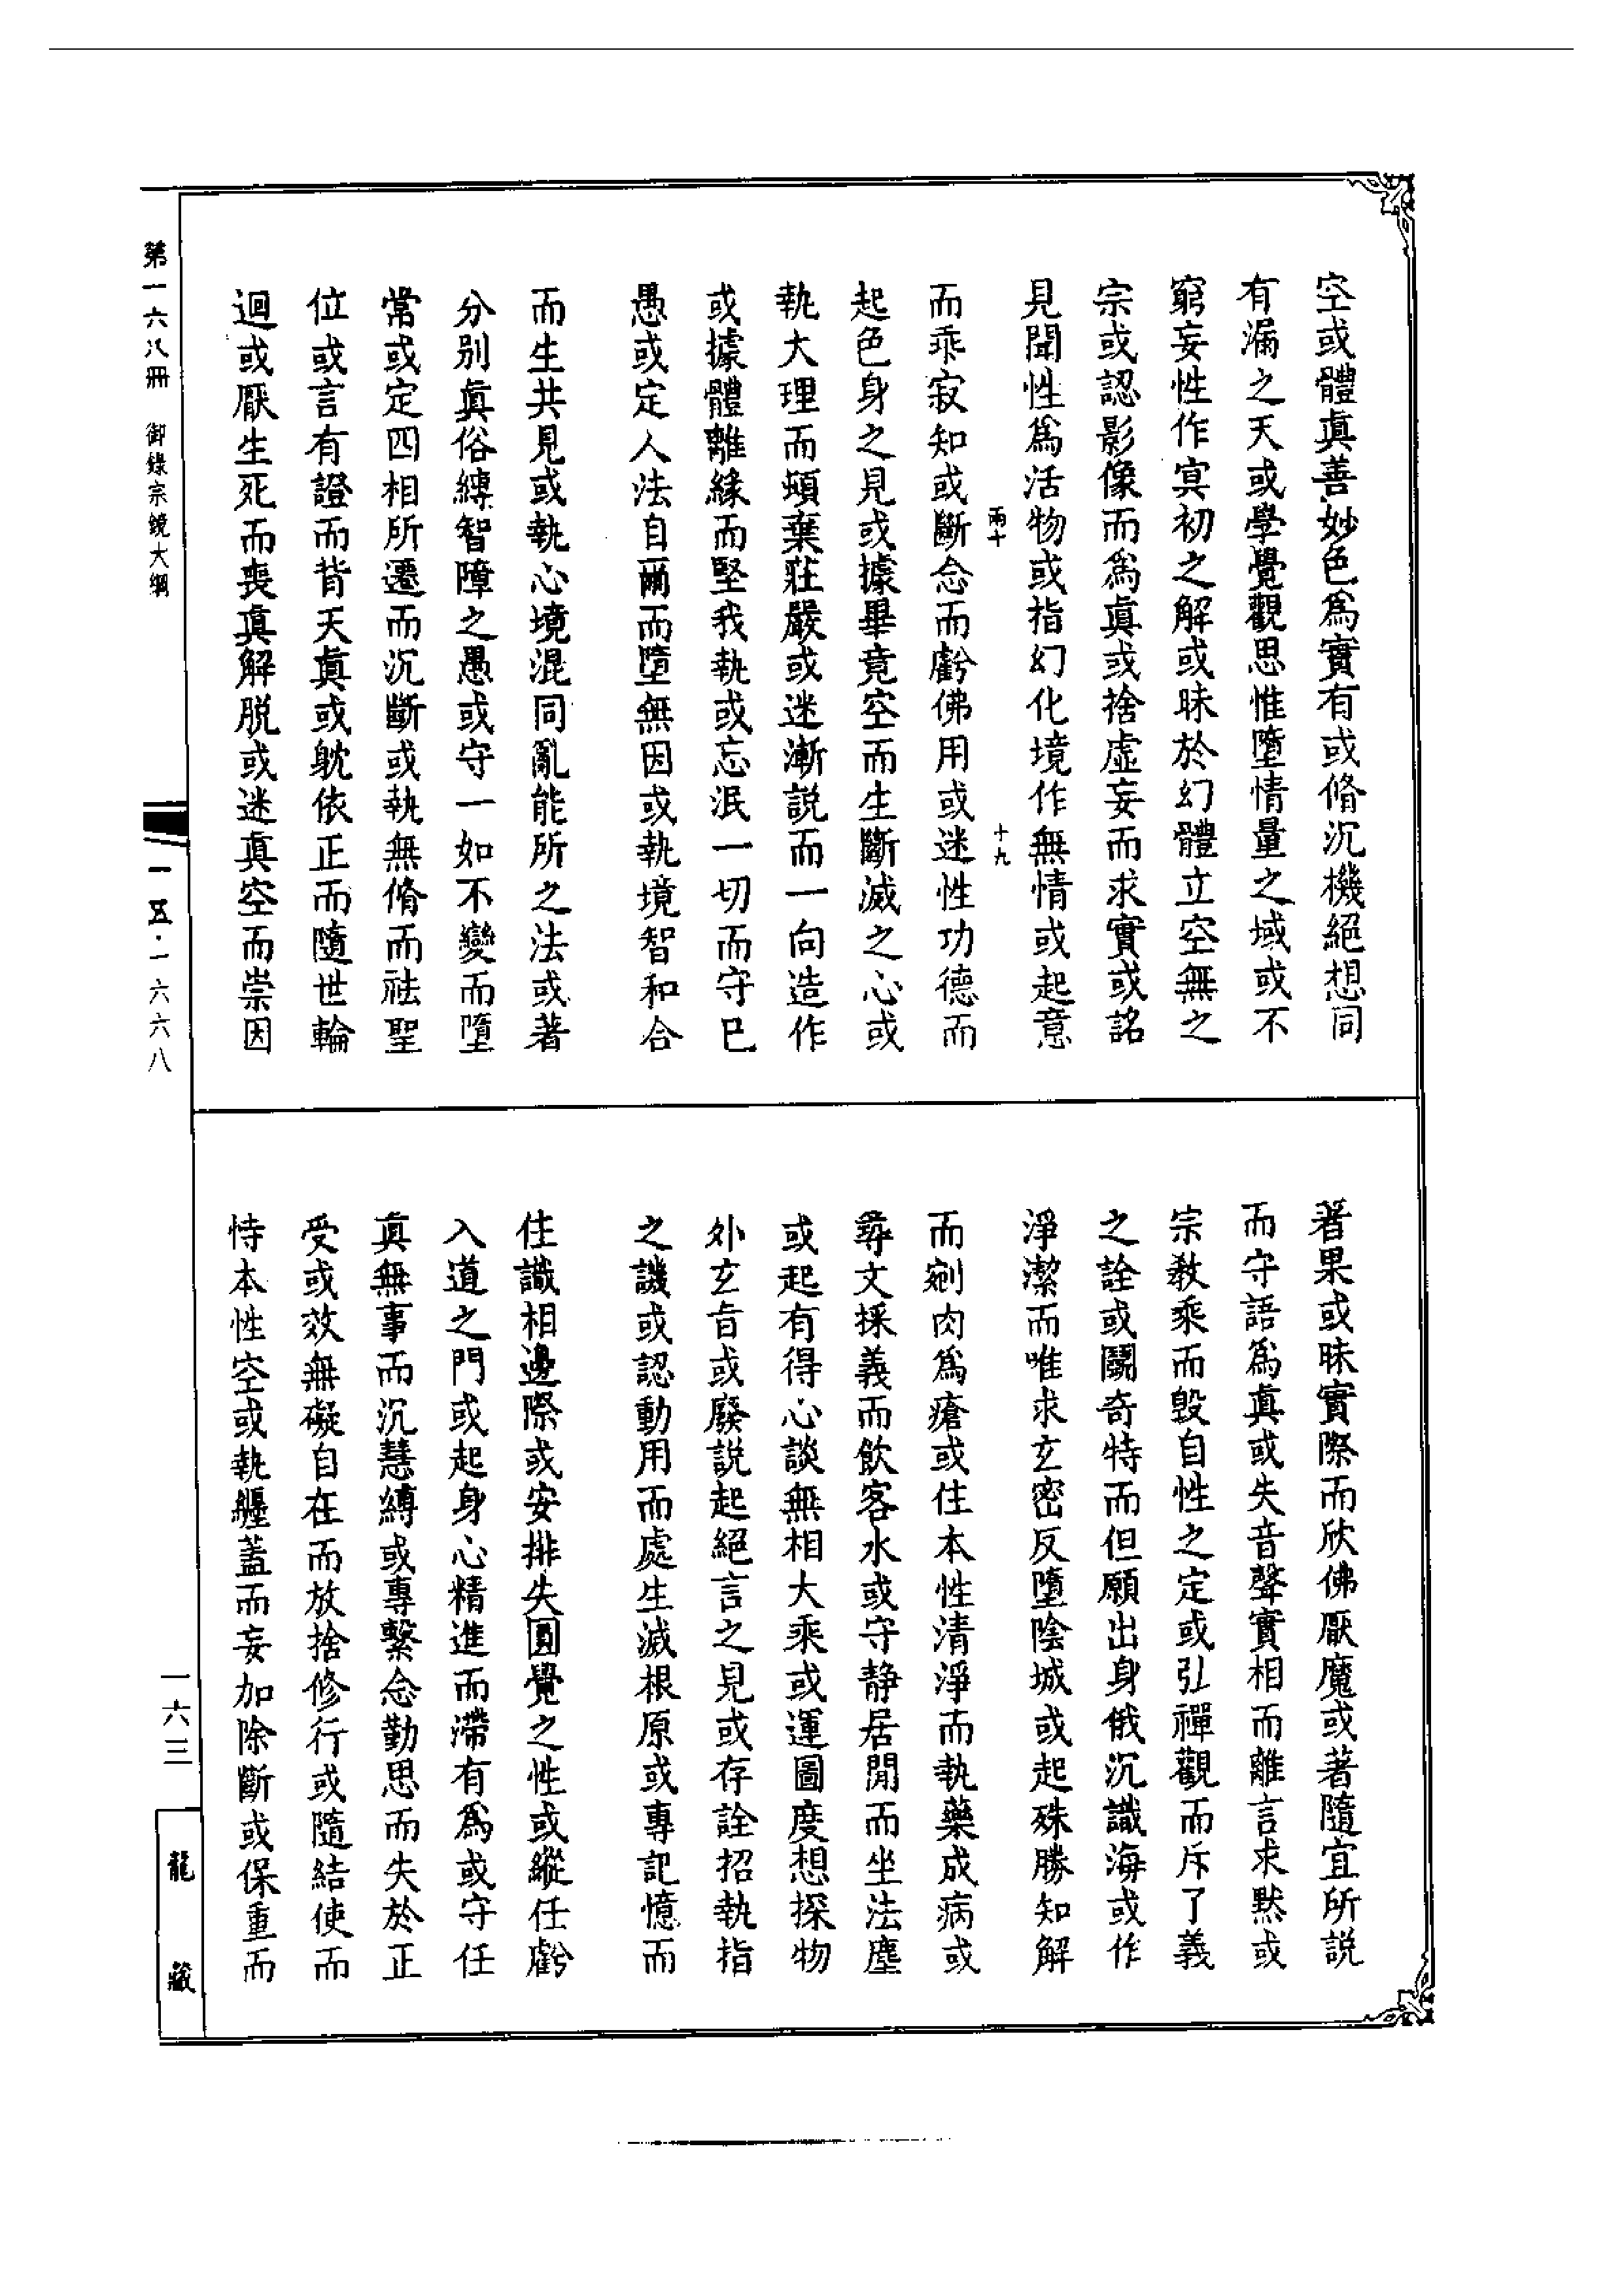 空或體真善妙色爲實有或脩沉機絕想同
有漏之天或學覺觀思惟墮情量之域或不
窮妄性作冥初之解或昧於幻體立空無之
宗或認影像而爲真或捨虛妄而求實或詺
見聞性爲活物或指幻化境作無情或起意
兩十
十九
而乖寂知或斷念而虧佛用或迷性功德而
起色身之見或據畢竟空而生斷滅之心或
執大理而頓棄莊嚴或迷漸說而一向造作
或據體離緣而堅我執或忘泯一切而守已
愚或定人法自爾而墮無因或執境智和合
而生共見或執心境混同亂能所之法或著
分別真俗縛智障之愚或守一如不變而墮
常或定四相所遷而沉斷或執無脩而祛聖
位或言有證而背天真或躭依正而隨世輪
迴或厭生死而喪真解脱或迷真空而崇因
著果或昧實際而欣佛厭魔或著隨宜所説
而守語爲真或失音聲實相而離言求默或
宗教乘而毀自性之定或弘禪觀而斥了義
之詮或鬪奇特而但願出身俄沉識海或作
淨潔而唯求玄密反墮陰城或起殊勝知解
而剜肉爲瘡或住本性清淨而執藥成病或
尋文採義而飲客水或守静居閒而坐法塵
或起有得心談無相大乘或運圖度想探物
外玄旨或廢説起絕言之見或存詮招執指
之譏或認動用而處生滅根原或專記憶而
住識相邊際或安排失圓覺之性或縱任虧
入道之門或起身心精進而滯有爲或守任
真無事而沉慧縛或專繫念勤思而失於正
受或效無礙自在而放捨修行或隨結使而
恃本性空或執纏蓋而妄加除斷或保重而
第一六八冊　御錄宗鏡大綱
一五·一六六八
一六三
龍藏